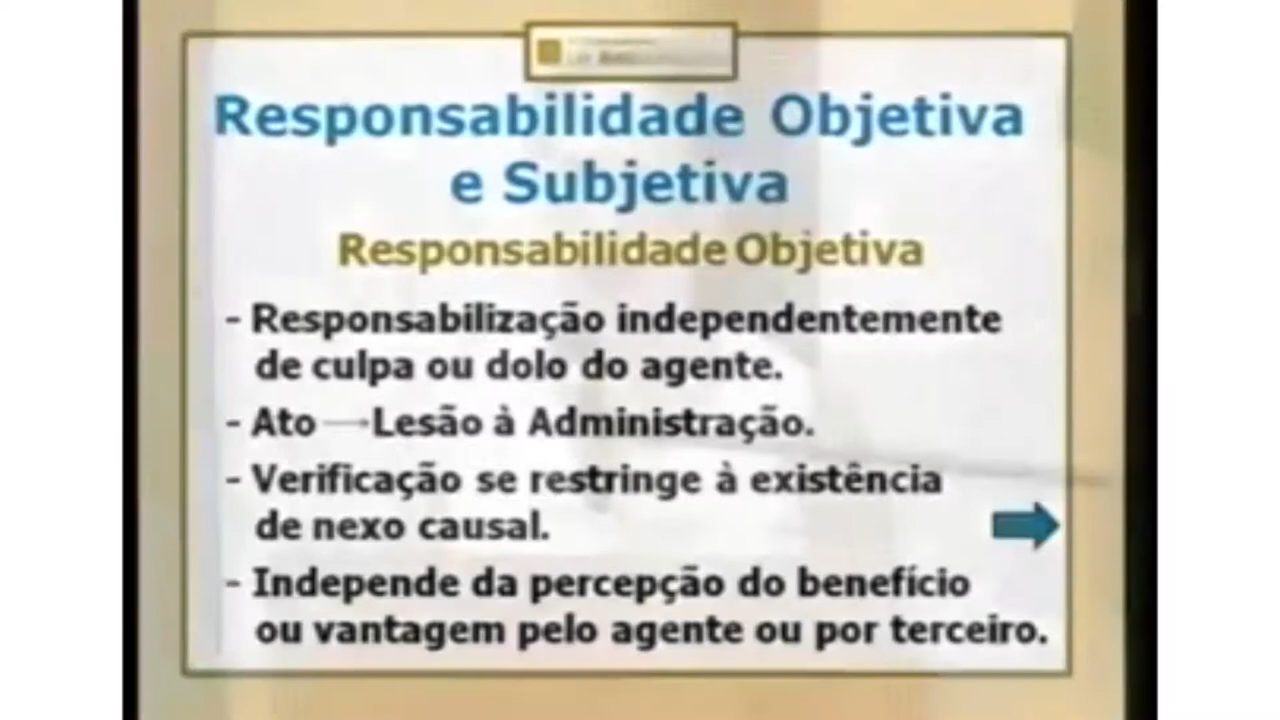 Responsabilidade Objetiva
e Subjetiva
Responsabilidade Objetiva
- Responsabilização independentemente
de culpa ou dolo do agente.
- Ato → Lesão à Administração.
- Verificação se restringe à existência
de nexo causal.
- Independe da percepção do benefício
ou vantagem pelo agente ou por terceiro.